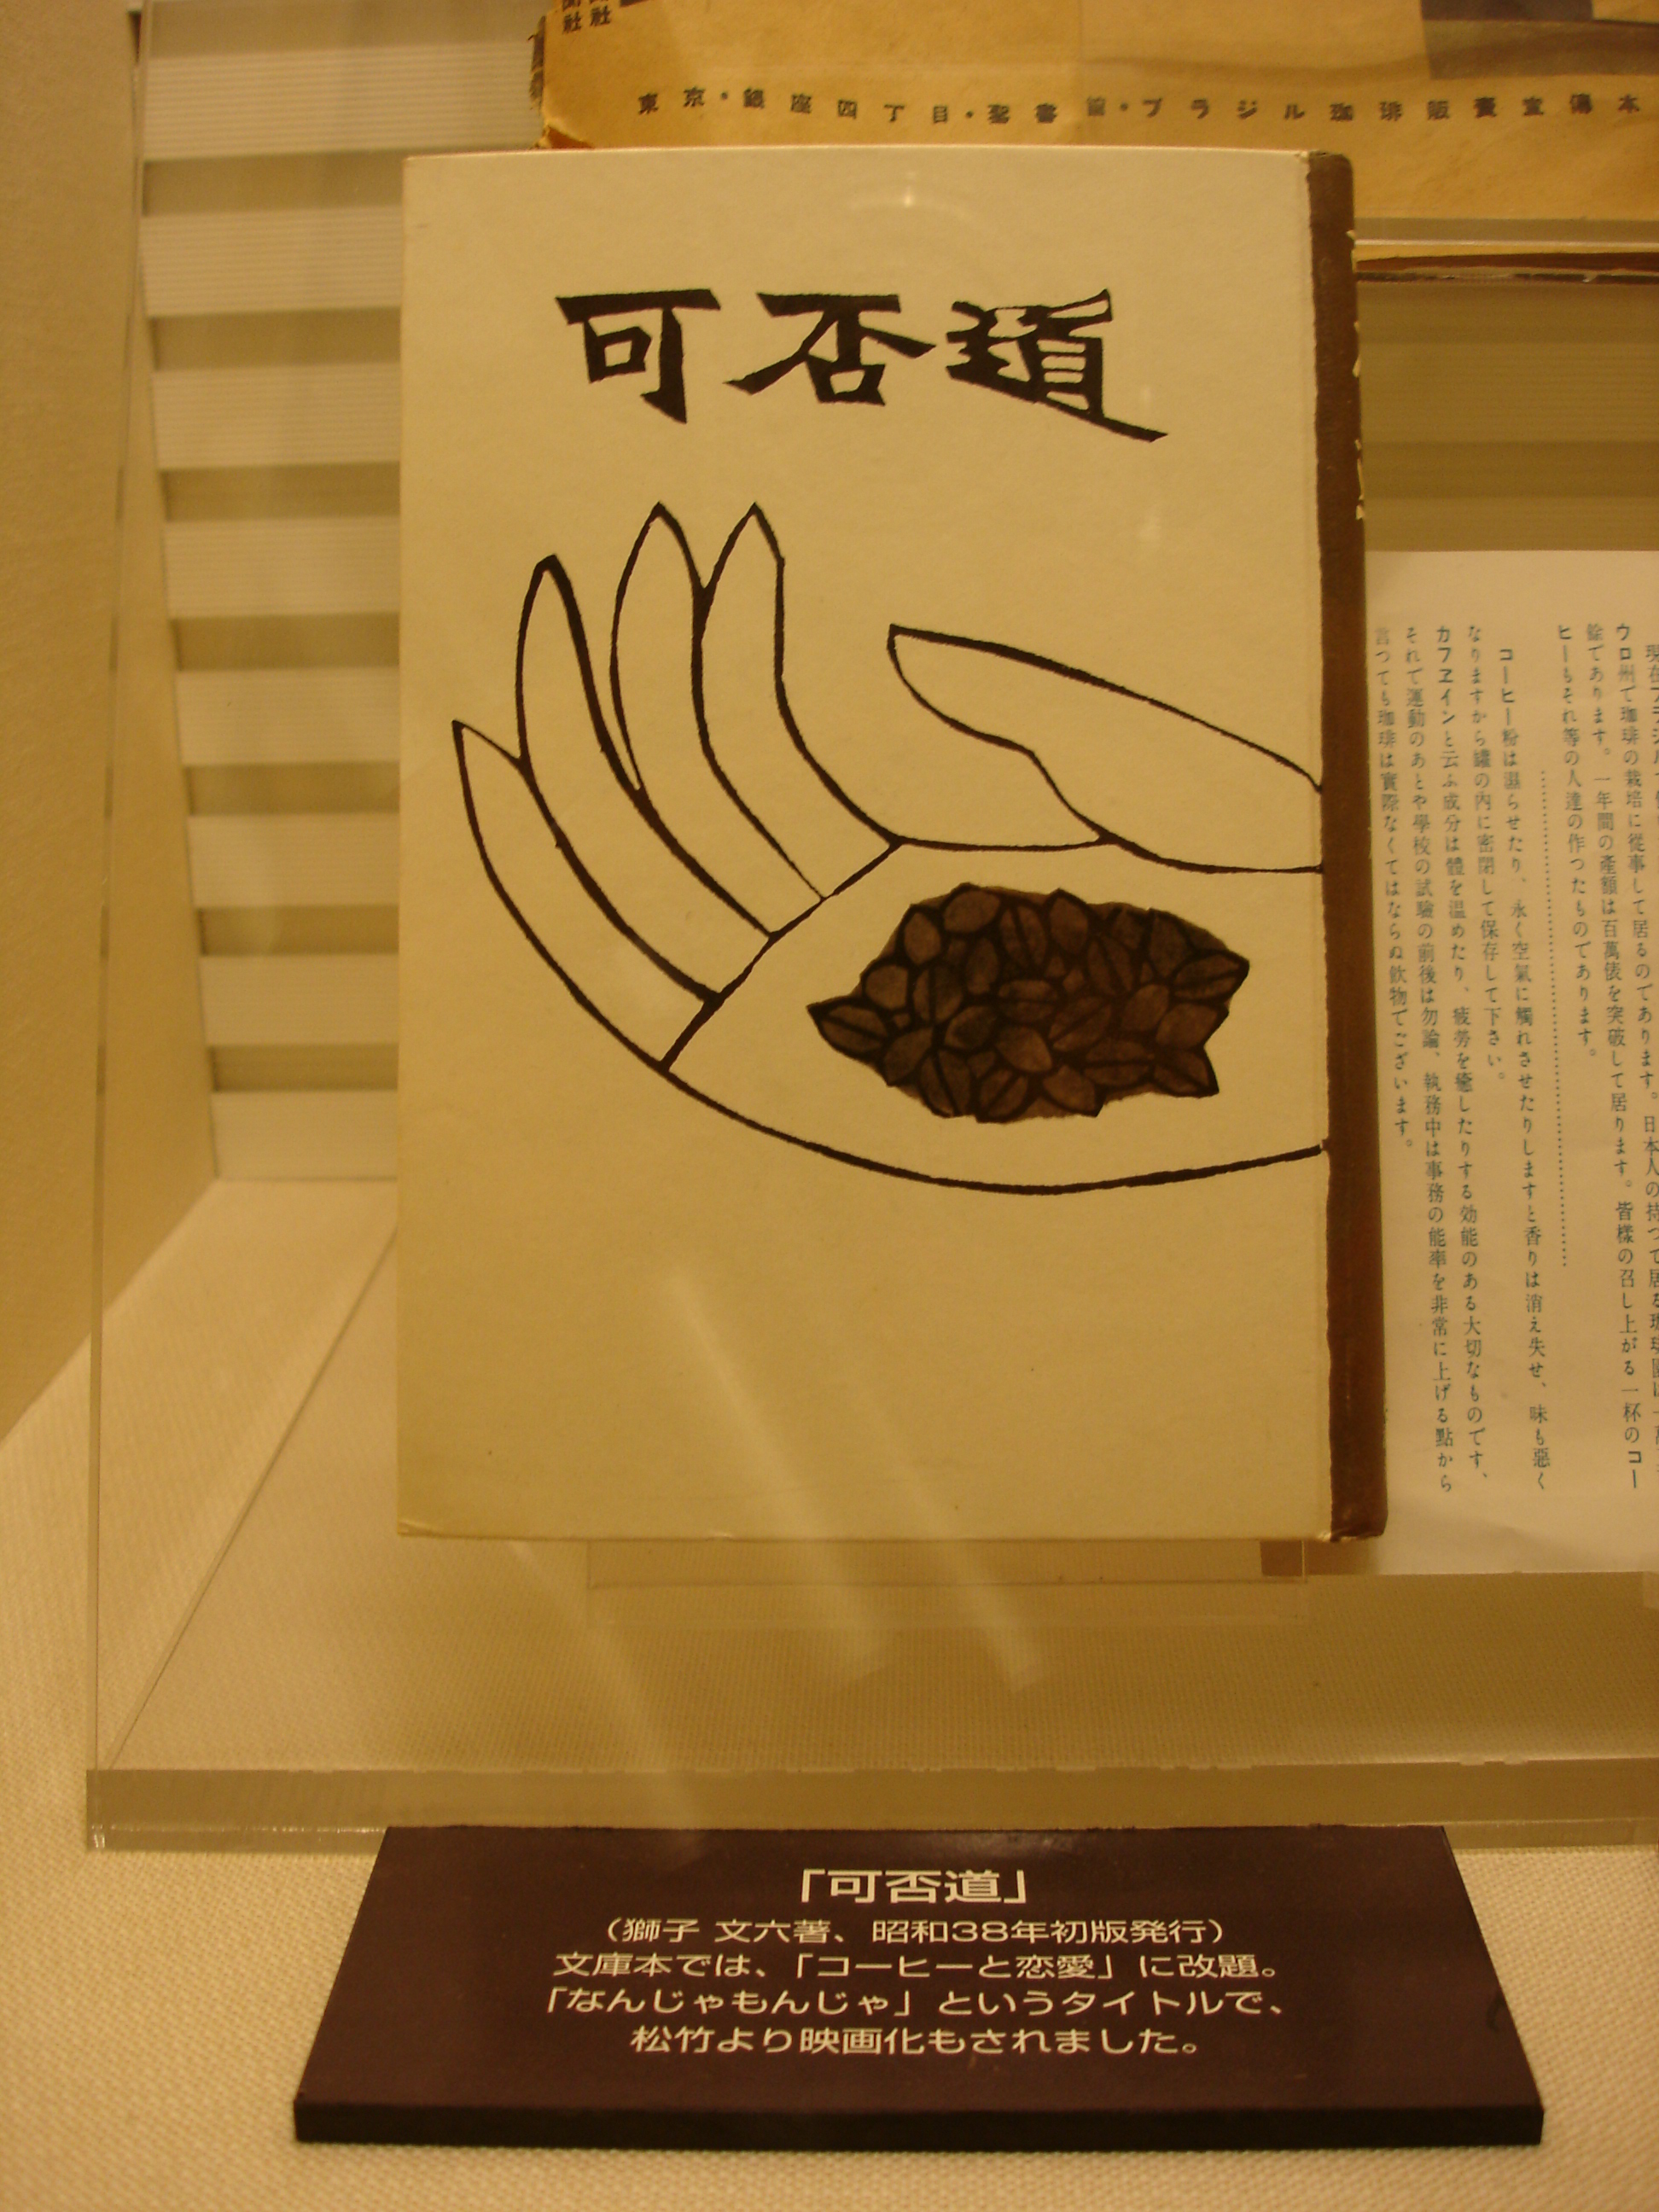 東京・銀座四丁目・聖書館・ブラジル珈琲販賣宣傳本
可否道
ウロ州で珈琲の栽培に從事して居るのであります。日本人の持つて居る珈琲園は
餘であります。一年間の產額は百萬俵を突破して居ります。皆樣の召し上がる一杯のコー
ヒーもそれ等の人達の作つたものであります。
コーヒー粉は濕らせたり、永く空氣に觸れさせたりしますと香りは消え失せ、味も惡く
なりますから罐の內に密閉して保存して下さい。
カフヱインと云ふ成分は體を溫めたり、疲勞を癒したりする効能のある大切なものです、
それで運動のあとや學校の試驗の前後は勿論、執務中は事務の能率を非常に上げる點から
言つても珈琲は實際なくてはならぬ飮物でございます。
「可否道」
(獅子 文六著、昭和38年初版発行)
文庫本では、「コーヒーと恋愛」に改題。
「なんじゃもんじゃ」というタイトルで、
松竹より映画化もされました。